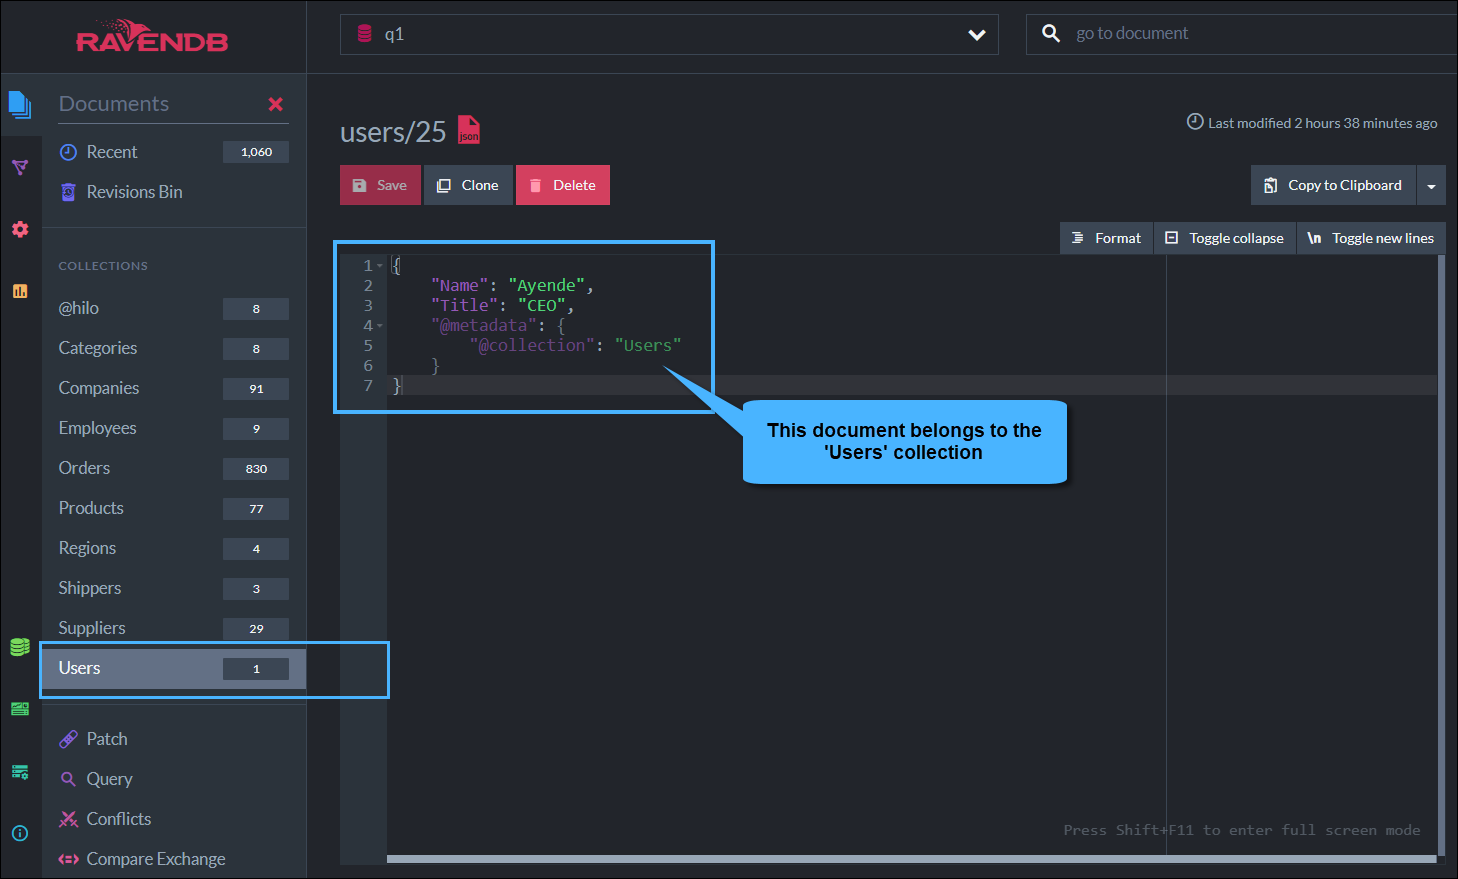 RAVENDB
q1
go to document
Documents
Recent 1,060
Revisions Bin
COLLECTIONS
@hilo 8
Categories 8
Companies 91
Employees 9
Orders 830
Products 77
Regions 4
Shippers 3
Suppliers 29
Users 1
Patch
Query
Conflicts
Compare Exchange
users/25 json
Last modified 2 hours 38 minutes ago
Save Clone Delete Copy to Clipboard
Format Toggle collapse \n Toggle new lines
1 {
2 "Name": "Ayende",
3 "Title": "CEO",
4 "@metadata": {
5 "@collection": "Users"
6 }
7 }
This document belongs to the
'Users' collection
Press Shift+F11 to enter full screen mode